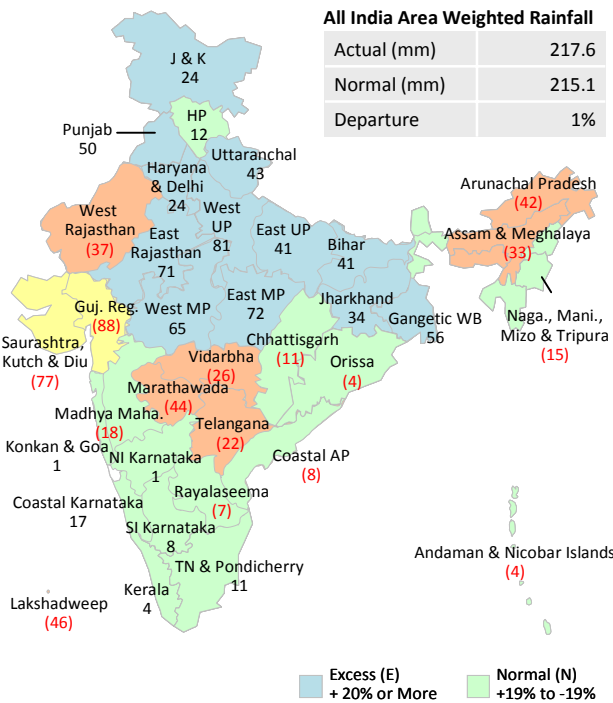 All India Area Weighted Rainfall
Actual (mm) 217.6
Normal (mm) 215.1
Departure 1%
J & K
24
HP
12
Punjab
50
Uttaranchal
43
Haryana
& Delhi
24
West
Rajasthan
(37)
West
UP
81
East
Rajasthan
71
East UP
41
Bihar
41
Arunachal Pradesh
(42)
Assam & Meghalaya
(33)
Naga., Mani.,
Mizo & Tripura
(15)
Guj. Reg.
(88)
Saurashtra,
Kutch & Diu
(77)
West MP
65
East MP
72
Jharkhand
34
Gangetic WB
56
Chhattisgarh
(11)
Orissa
(4)
Vidarbha
(26)
Marathawada
(44)
Madhya Maha.
(18)
Telangana
(22)
Konkan & Goa
1
NI Karnataka
1
Coastal AP
(8)
Rayalaseema
(7)
Coastal Karnataka
17
SI Karnataka
8
TN & Pondicherry
11
Kerala
4
Lakshadweep
(46)
Andaman & Nicobar Islands
(4)
Excess (E)
+ 20% or More
Normal (N)
+19% to -19%